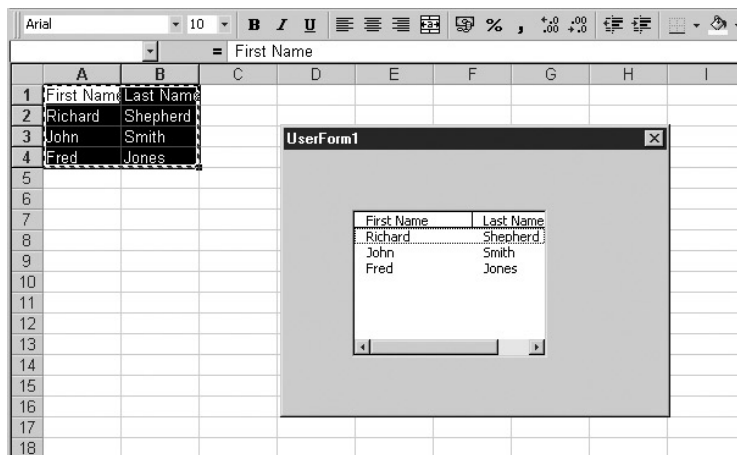 Arial 10 B I U % , .00 .00
= First Name
A B C D E F G H I
1 First Name Last Name
2 Richard Shepherd
3 John Smith
4 Fred Jones
5
6
7
8
9
10
11
12
13
14
15
16
17
18
UserForm1
First Name Last Name
Richard Shepherd
John Smith
Fred Jones